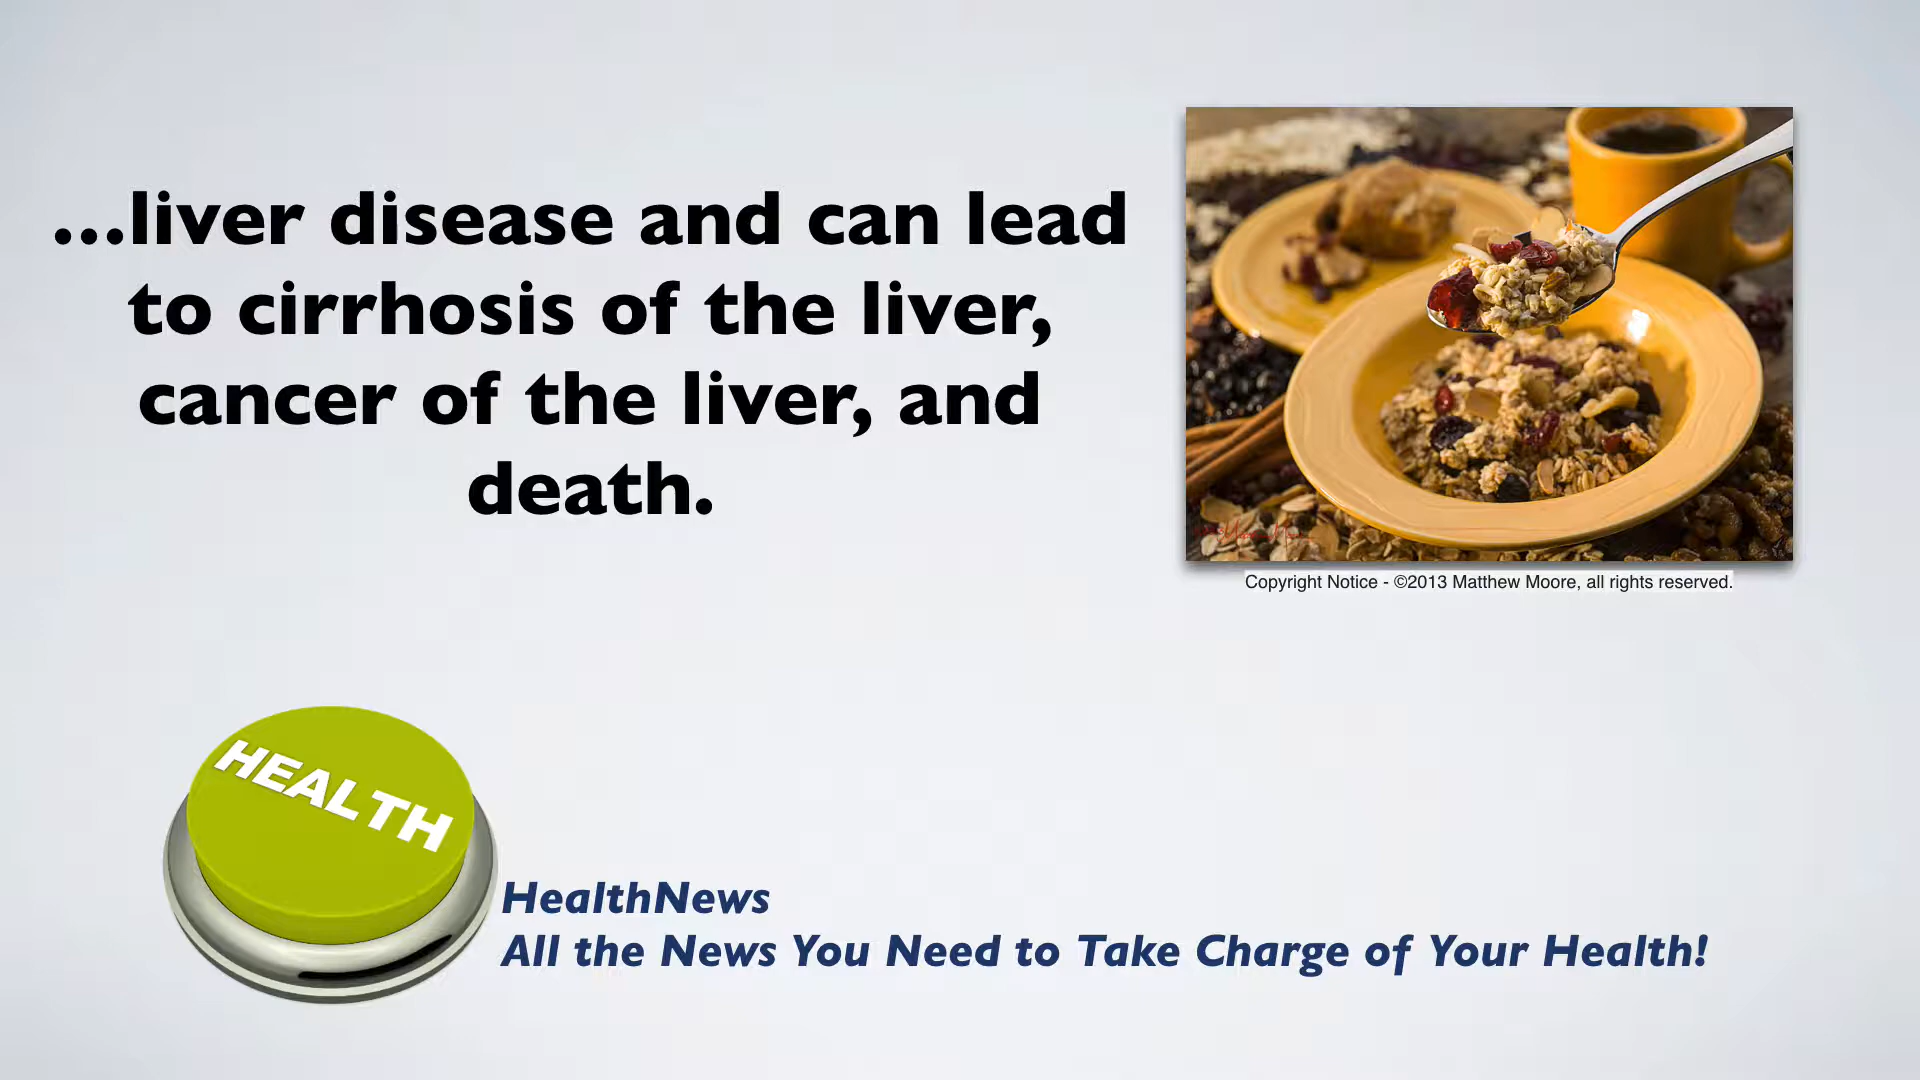 ...liver disease and can lead
to cirrhosis of the liver,
cancer of the liver, and
death.
Copyright Notice - ©2013 Matthew Moore, all rights reserved.
HEALTH
HealthNews
All the News You Need to Take Charge of Your Health!